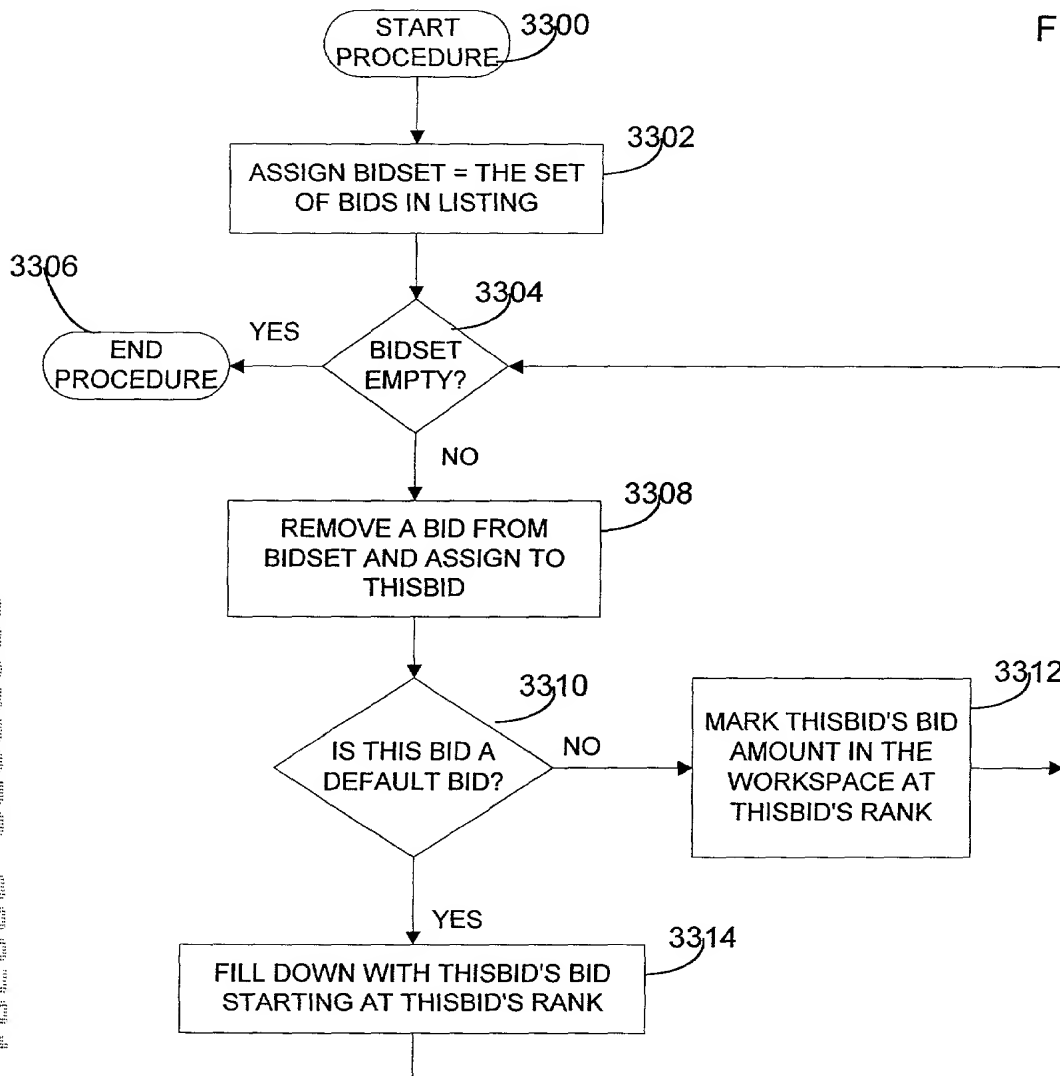 START
PROCEDURE
3300
F
3302
ASSIGN BIDSET = THE SET
OF BIDS IN LISTING
3306
3304
END
PROCEDURE
YES
BIDSET
EMPTY?
NO
3308
REMOVE A BID FROM
BIDSET AND ASSIGN TO
THISBID
3310
IS THIS BID A
DEFAULT BID?
NO
3312
MARK THISBID'S BID
AMOUNT IN THE
WORKSPACE AT
THISBID'S RANK
YES
3314
FILL DOWN WITH THISBID'S BID
STARTING AT THISBID'S RANK